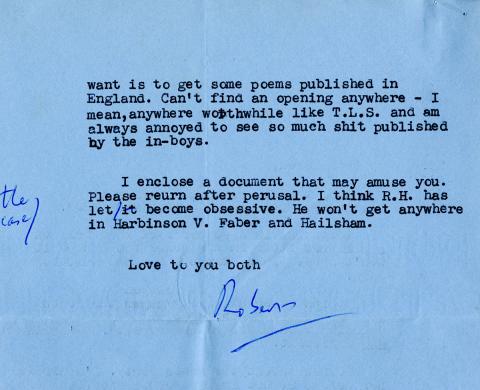 want is to get some poems published in
England. Can't find an opening anywhere - I
mean,anywhere worthwhile like T.L.S. and am
always annoyed to see so much shit published
by the in-boys.
I enclose a document that may amuse you.
Please reurn after perusal. I think R.H. has
the case)
let/it become obsessive. He won't get anywhere
in Harbinson V. Faber and Hailsham.
Love to you both
Robert